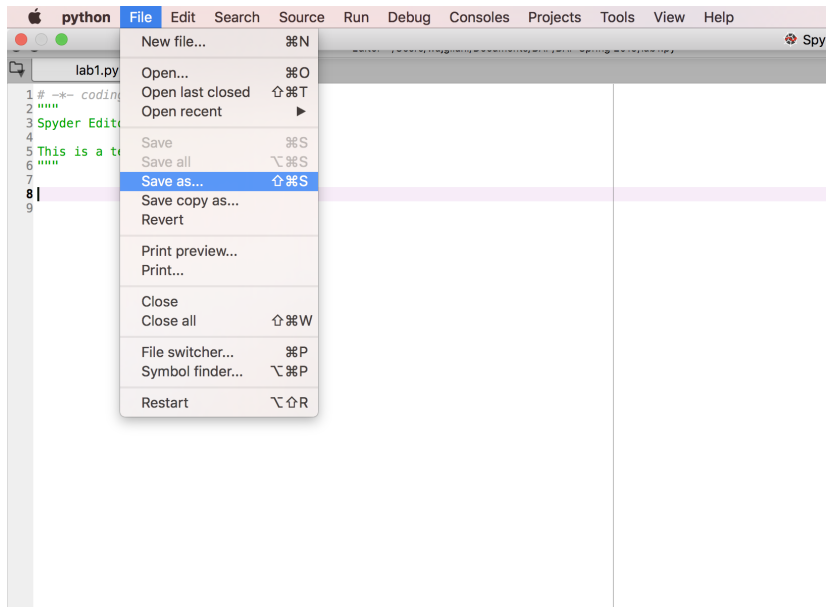 python File Edit Search Source Run Debug Consoles Projects Tools View Help
Spy
lab1.py
New file... ⌘N
Open... ⌘O
Open last closed ⇧⌘T
Open recent ▶
Save ⌘S
Save all ⌥⌘S
Save as... ⇧⌘S
Save copy as...
Revert
Print preview...
Print...
Close
Close all ⇧⌘W
File switcher... ⌘P
Symbol finder... ⌥⌘P
Restart ⌥⇧R
1 # -*- coding
2 """
3 Spyder Edit
4
5 This is a te
6 """
7
8
9